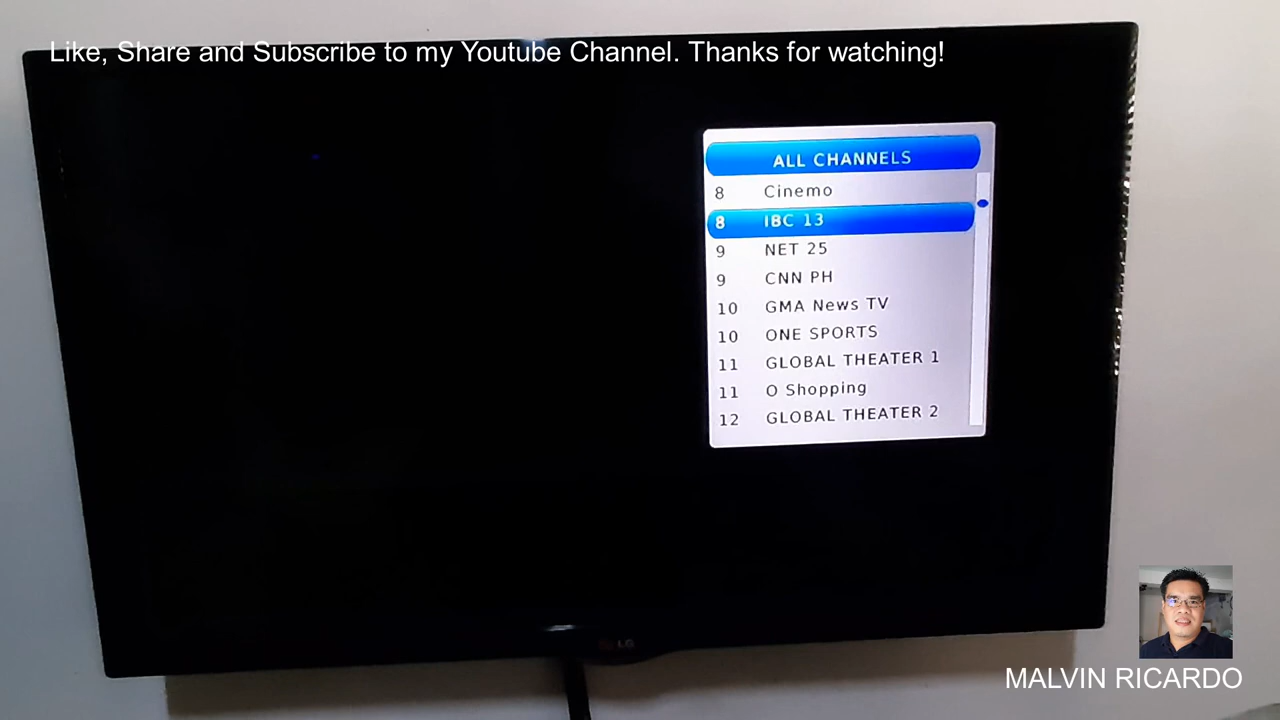 Like, Share and Subscribe to my Youtube Channel. Thanks for watching!
ALL CHANNELS
8 Cinemo
8 IBC 13
9 NET 25
9 CNN PH
10 GMA News TV
10 ONE SPORTS
11 GLOBAL THEATER 1
11 O Shopping
12 GLOBAL THEATER 2
LG
MALVIN RICARDO